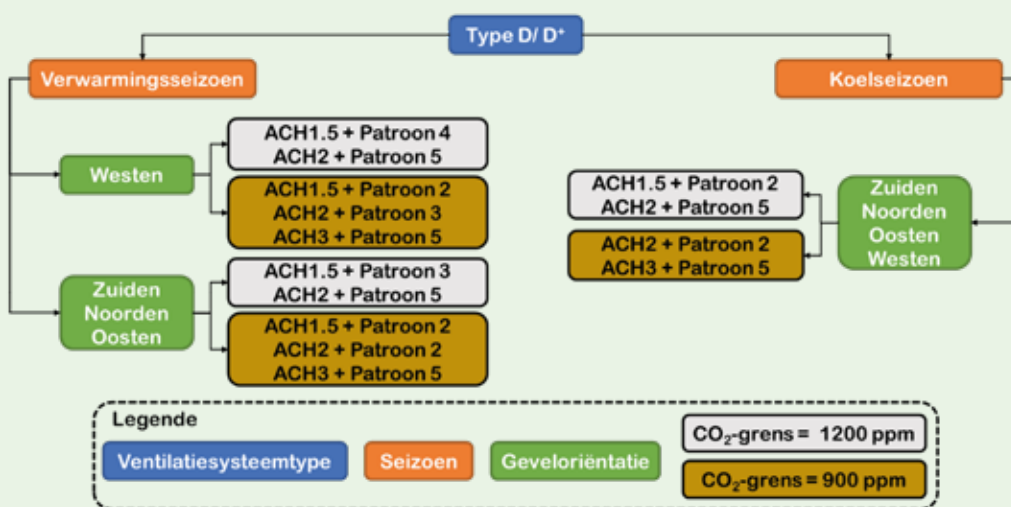 Type D/ D⁺
Verwarmingsseizoen
Koelseizoen
Westen
ACH1.5 + Patroon 4
ACH2 + Patroon 5
ACH1.5 + Patroon 2
ACH2 + Patroon 3
ACH3 + Patroon 5
Zuiden
Noorden
Oosten
ACH1.5 + Patroon 3
ACH2 + Patroon 5
ACH1.5 + Patroon 2
ACH2 + Patroon 2
ACH3 + Patroon 5
ACH1.5 + Patroon 2
ACH2 + Patroon 5
ACH2 + Patroon 2
ACH3 + Patroon 5
Zuiden
Noorden
Oosten
Westen
Legende
Ventilatiesysteemtype
Seizoen
Geveloriëntatie
CO₂-grens = 1200 ppm
CO₂-grens = 900 ppm